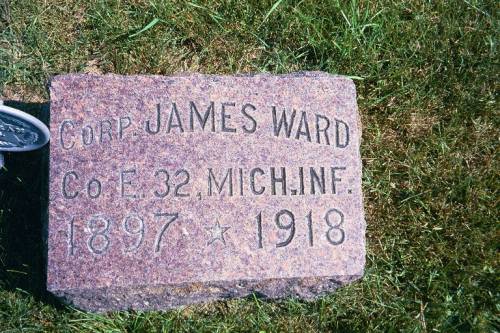 CORP. JAMES WARD
CO. E. 32, MICH. INF.
1897 ☆ 1918